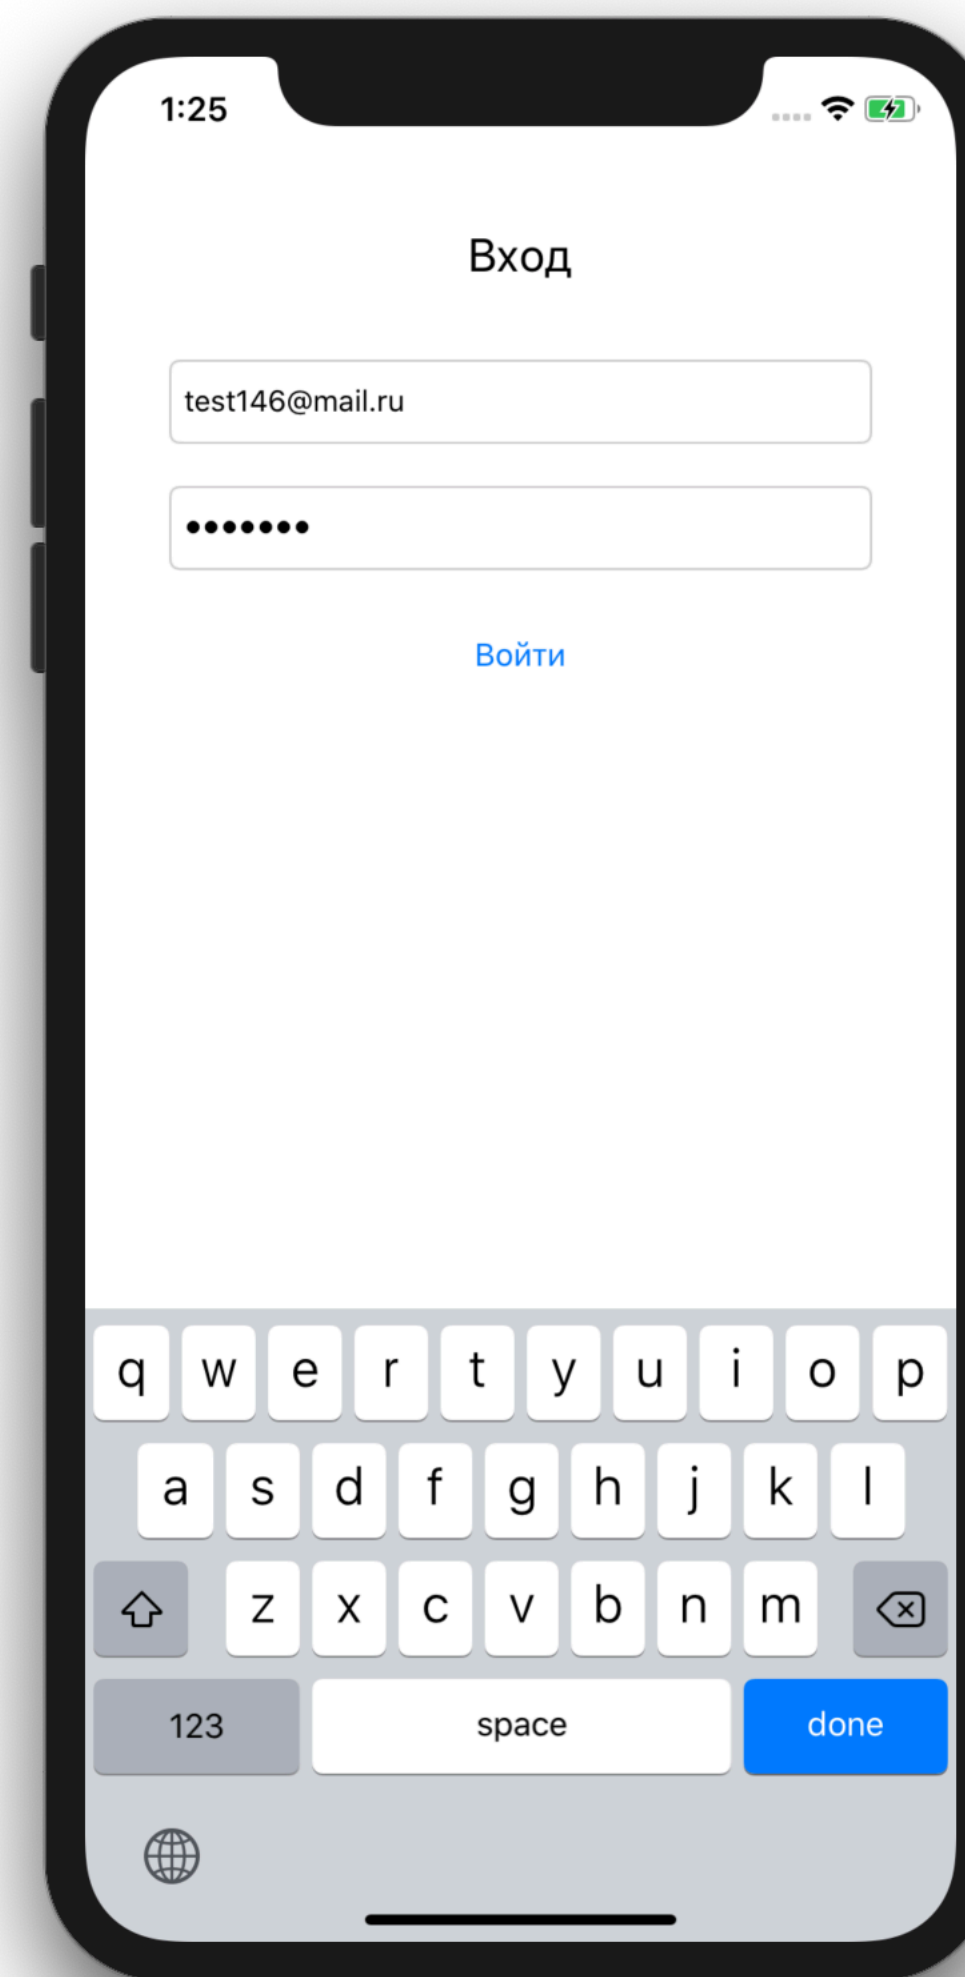 1:25
Вход
test146@mail.ru
•••••••
Войти
q w e r t y u i o p
a s d f g h j k l
z x c v b n m
123 space done